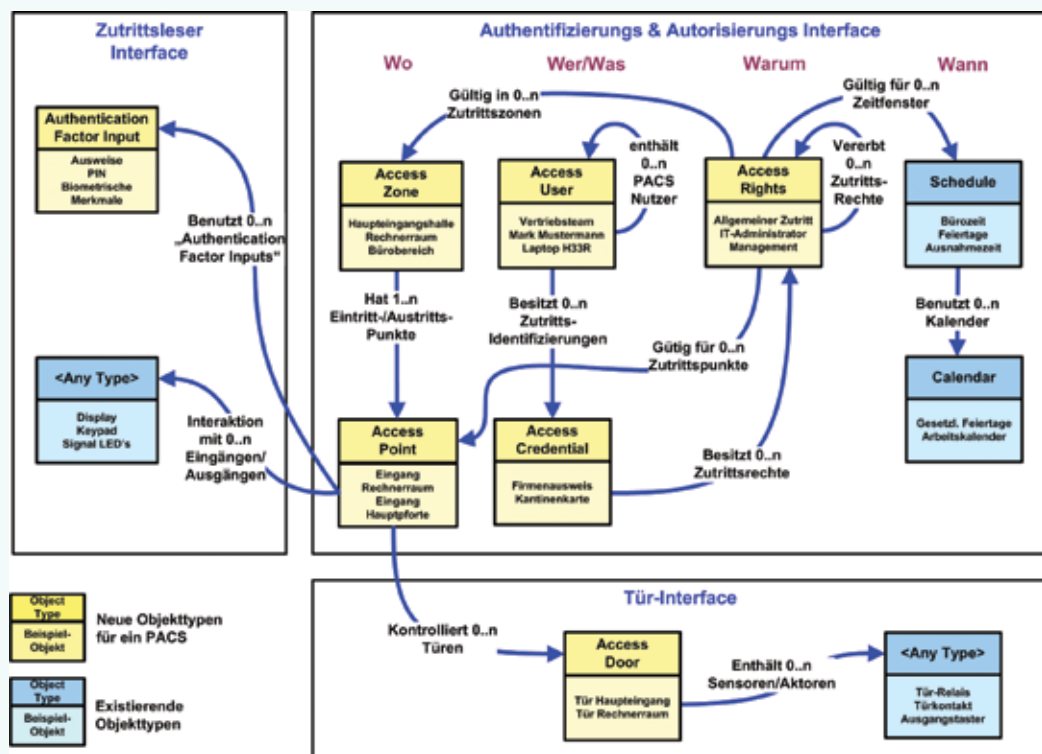 Zutrittsleser
Interface
Authentication
Factor Input
Ausweise
PIN
Biometrische
Merkmale
Benutzt 0..n
„Authentication
Factor Inputs“
<Any Type>
Display
Keypad
Signal LED's
Interaktion
mit 0..n
Eingängen/
Ausgängen
Authentifizierungs & Autorisierungs Interface
Wo
Wer/Was
Warum
Wann
Gültig in 0..n
Zutrittszonen
Gültig für 0..n
Zeitfenster
Access
Zone
Haupteingangshalle
Rechnerraum
Bürobereich
Access
User
Vertriebsteam
Mark Mustermann
Laptop H33R
enthält
0..n
PACS
Nutzer
Access
Rights
Allgemeiner Zutritt
IT-Administrator
Management
Vererbt
0..n
Zutritts-
Rechte
Schedule
Bürozeit
Feiertage
Ausnahmezeit
Hat 1..n
Eintritt-/Austritts-
Punkte
Besitzt 0..n
Zutritts-
Identifizierungen
Gütig für 0..n
Zutrittspunkte
Benutzt 0..n
Kalender
Access
Point
Eingang
Rechnerraum
Eingang
Hauptpforte
Access
Credential
Firmenausweis
Kantinenkarte
Besitzt 0..n
Zutrittsrechte
Calendar
Gesetzl. Feiertage
Arbeitskalender
Tür-Interface
Kontrolliert 0..n
Türen
Access
Door
Tür Haupteingang
Tür Rechnerraum
Enthält 0..n
Sensoren/Aktoren
<Any Type>
Tür-Relais
Türkontakt
Ausgangstaster
Object
Type
Beispiel-
Objekt
Neue Objekttypen
für ein PACS
Object
Type
Beispiel-
Objekt
Existierende
Objekttypen